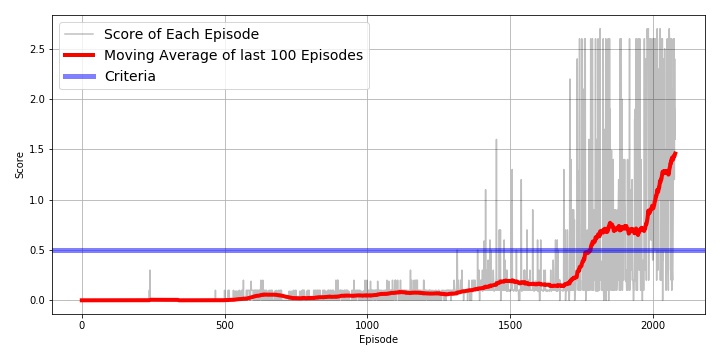 Score of Each Episode
Moving Average of last 100 Episodes
Criteria
2.5
2.0
1.5
1.0
0.5
0.0
Score
0
500
1000
1500
2000
Episode